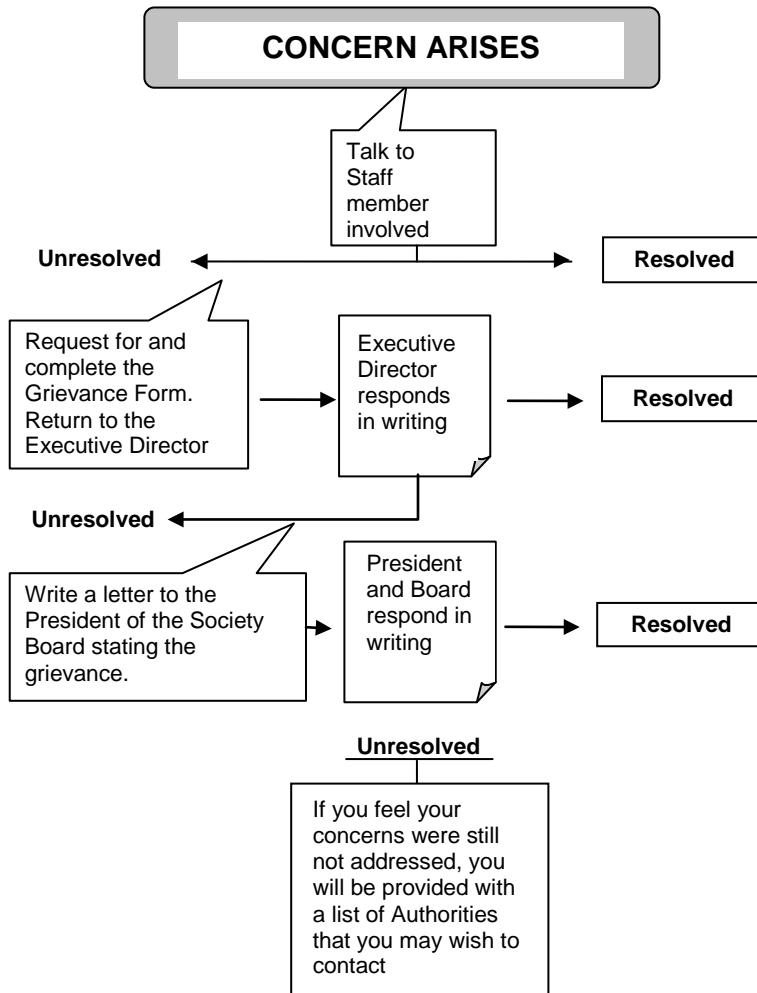 CONCERN ARISES
Talk to
Staff
member
involved
Unresolved
Resolved
Request for and
complete the
Grievance Form.
Return to the
Executive Director
Executive
Director
responds
in writing
Resolved
Unresolved
Write a letter to the
President of the Society
Board stating the
grievance.
President
and Board
respond in
writing
Resolved
Unresolved
If you feel your
concerns were still
not addressed, you
will be provided with
a list of Authorities
that you may wish to
contact